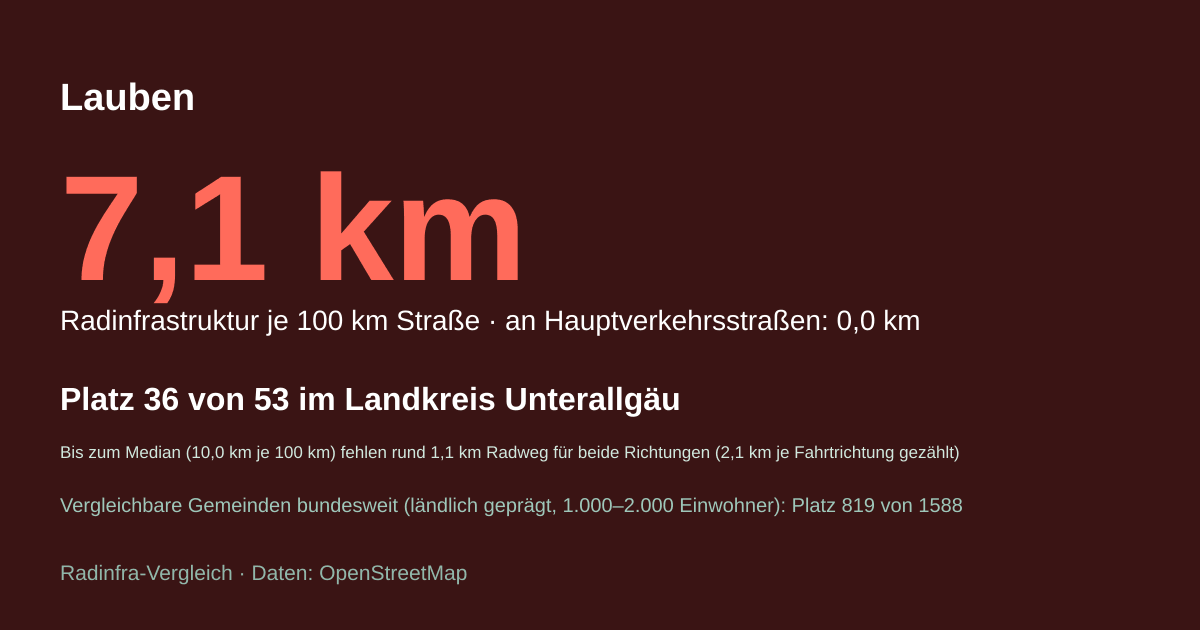 Lauben
7,1 km
Radinfrastruktur je 100 km Straße · an Hauptverkehrsstraßen: 0,0 km
Platz 36 von 53 im Landkreis Unterallgäu
Bis zum Median (10,0 km je 100 km) fehlen rund 1,1 km Radweg für beide Richtungen (2,1 km je Fahrtrichtung gezählt)
Vergleichbare Gemeinden bundesweit (ländlich geprägt, 1.000–2.000 Einwohner): Platz 819 von 1588
Radinfra-Vergleich · Daten: OpenStreetMap